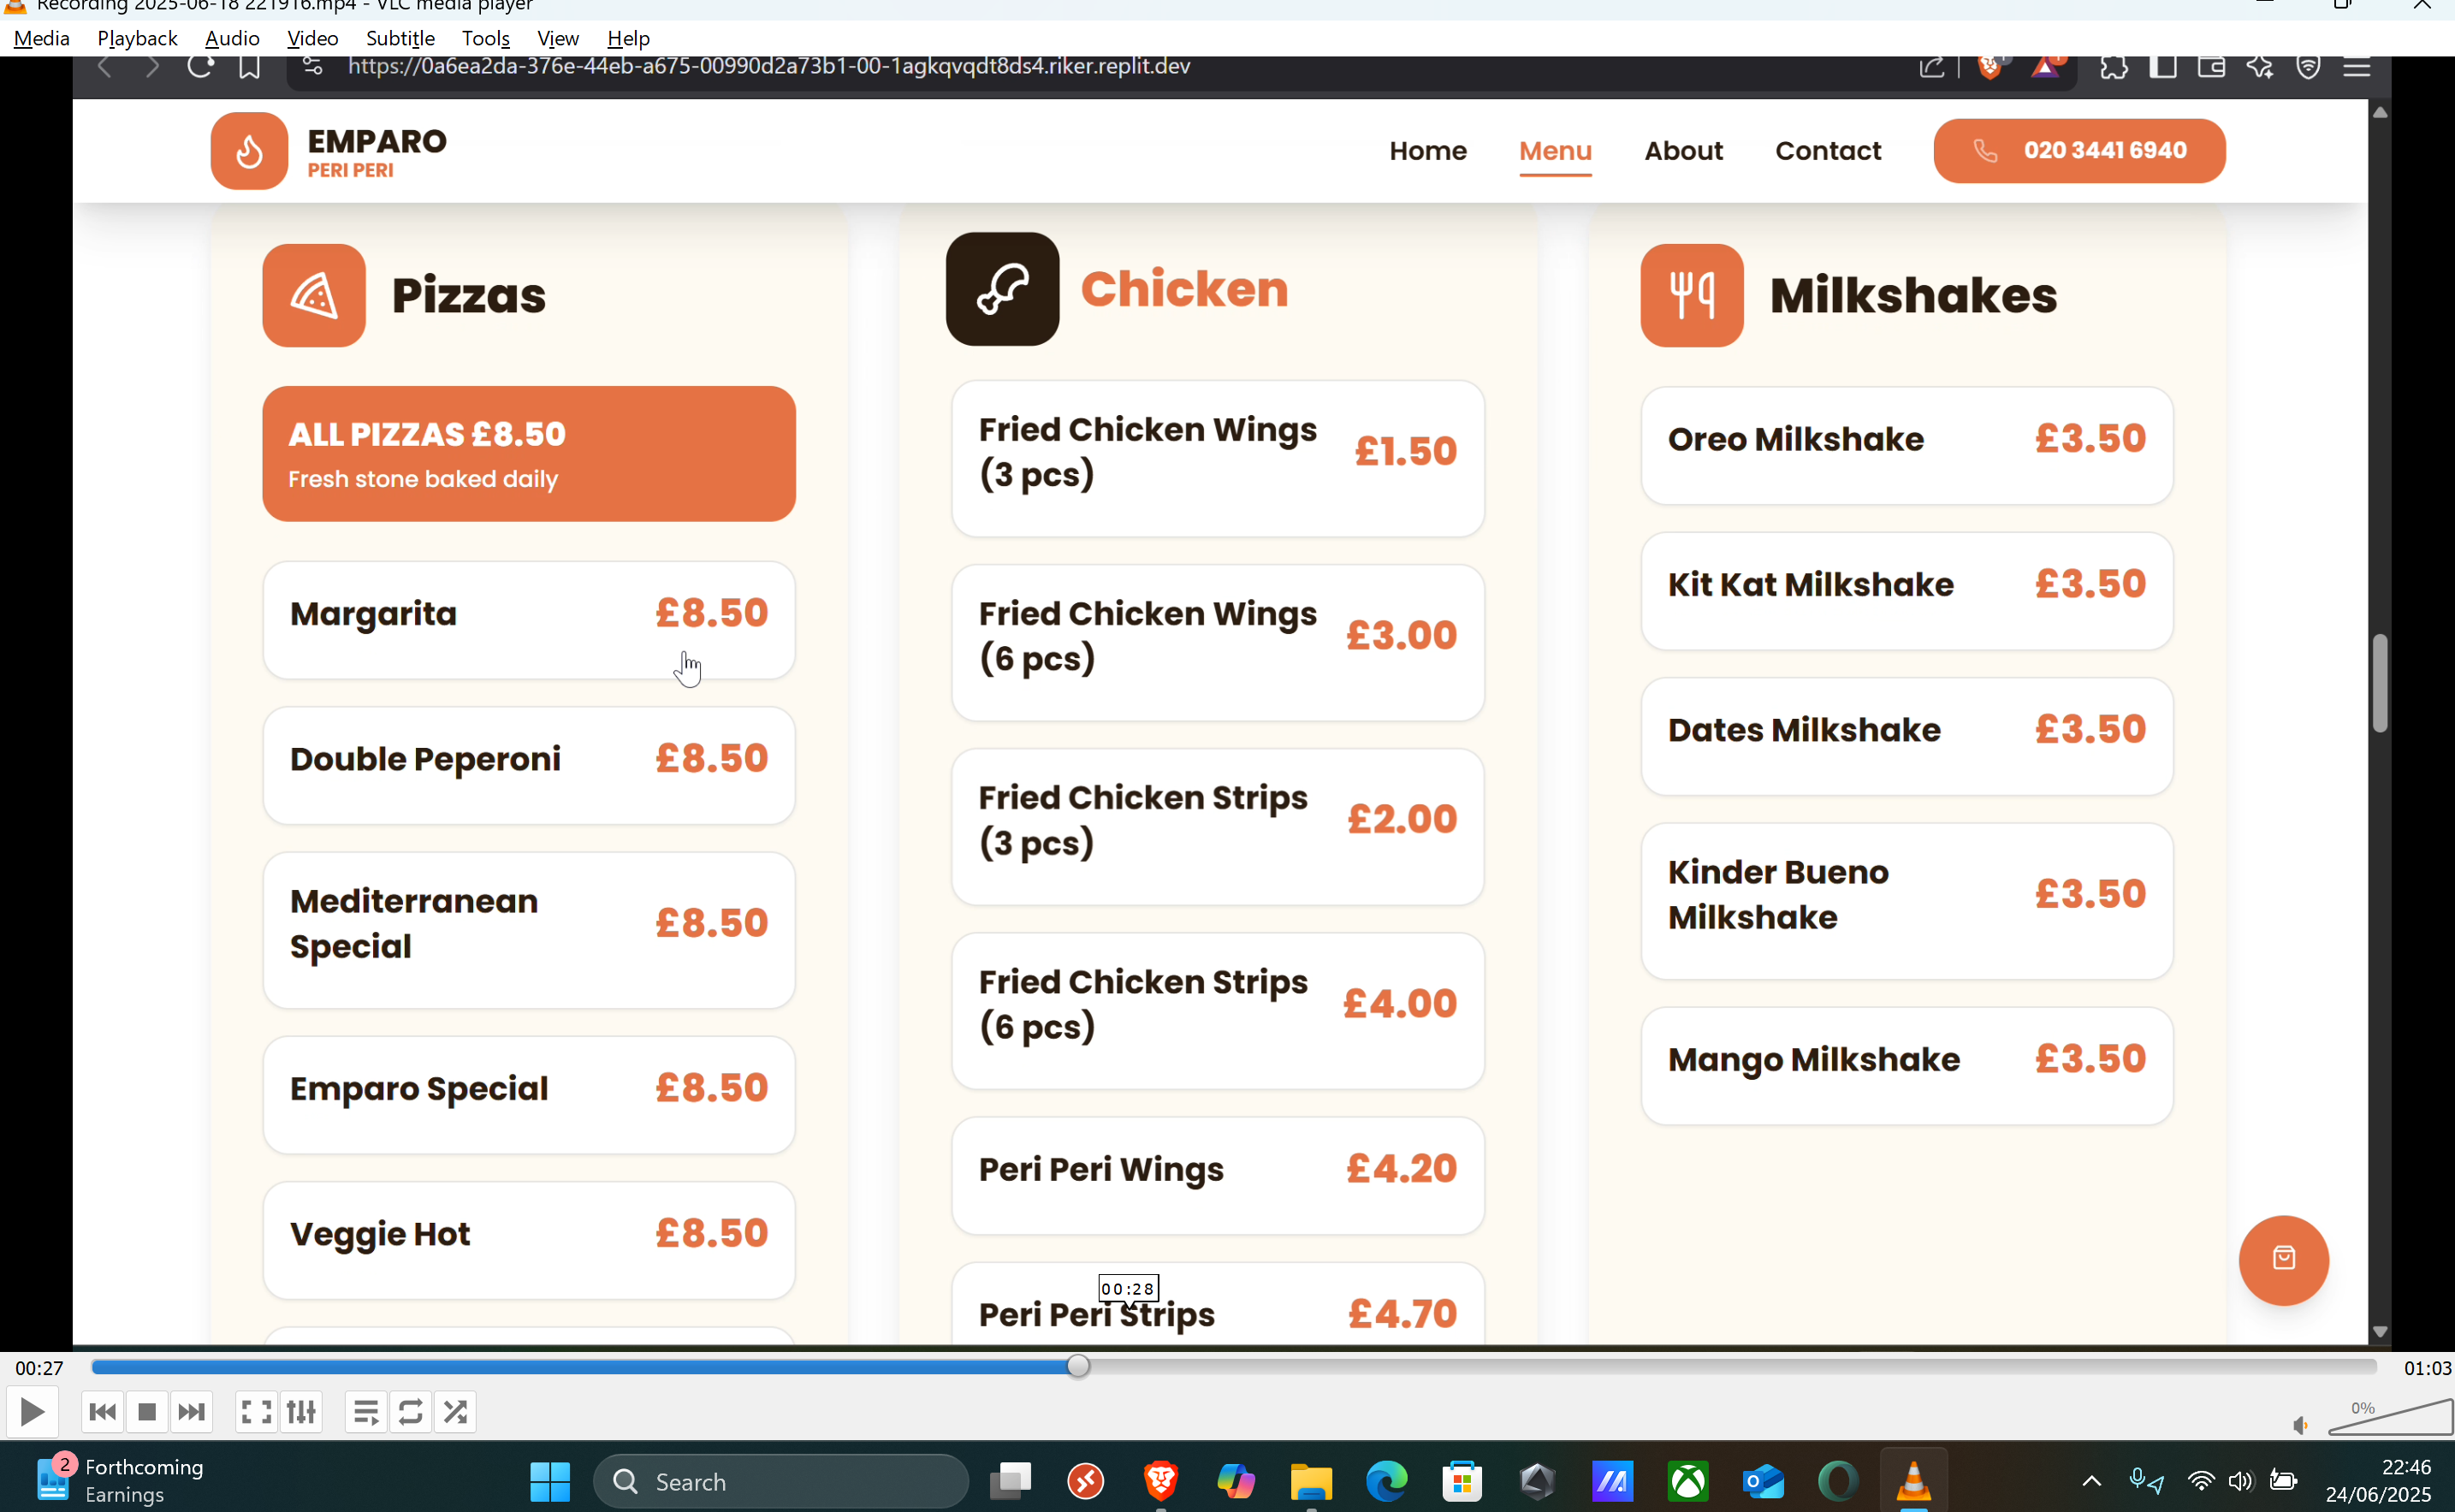 Recording 2025-06-18 221916.mp4 - VLC media player
Media Playback Audio Video Subtitle Tools View Help
https://0a6ea2da-376e-44eb-a675-00990d2a73b1-00-1agkqvqdt8ds4.riker.replit.dev
EMPARO
PERI PERI
Home Menu About Contact 020 3441 6940
Pizzas
ALL PIZZAS £8.50
Fresh stone baked daily
Margarita £8.50
Double Peperoni £8.50
Mediterranean
Special £8.50
Emparo Special £8.50
Veggie Hot £8.50
Chicken
Fried Chicken Wings
(3 pcs) £1.50
Fried Chicken Wings
(6 pcs) £3.00
Fried Chicken Strips
(3 pcs) £2.00
Fried Chicken Strips
(6 pcs) £4.00
Peri Peri Wings £4.20
Peri Peri Strips £4.70
Milkshakes
Oreo Milkshake £3.50
Kit Kat Milkshake £3.50
Dates Milkshake £3.50
Kinder Bueno
Milkshake £3.50
Mango Milkshake £3.50
00:28
00:27 01:03
0%
2
Forthcoming
Earnings
Search
22:46
24/06/2025